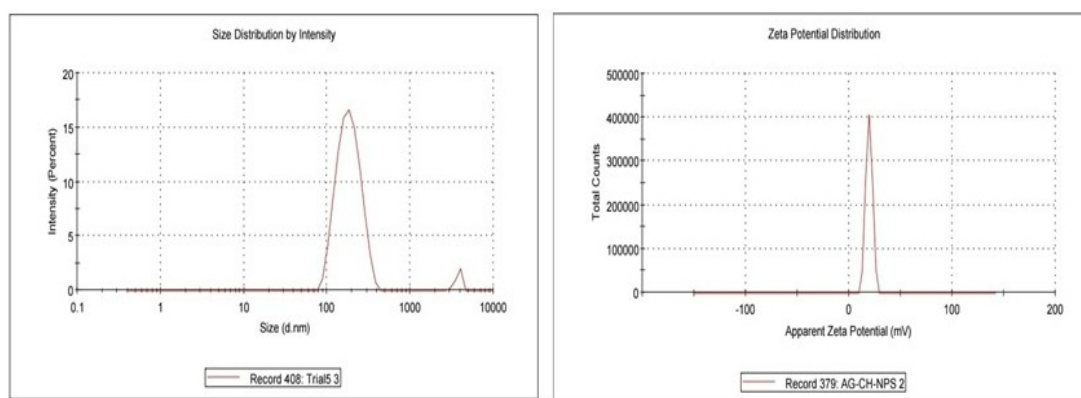 Size Distribution by Intensity
Intensity (Percent)
20
15
10
5
0
0.1 1 10 100 1000 10000
Size (d.nm)
Record 408: Trial5 3
Zeta Potential Distribution
Total Counts
500000
400000
300000
200000
100000
0
-100 0 100 200
Apparent Zeta Potential (mV)
Record 379: AG-CH-NPS 2